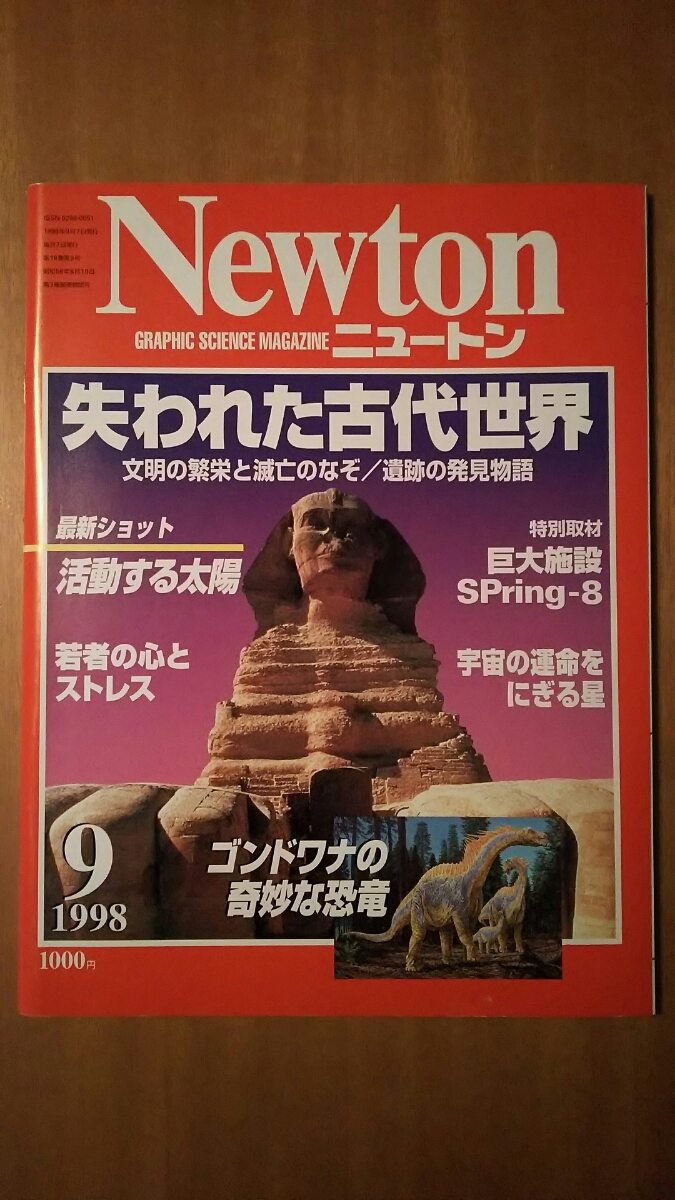 Newton
GRAPHIC SCIENCE MAGAZINE ニュートン
失われた古代世界
文明の繁栄と滅亡のなぞ/遺跡の発見物語
最新ショット
活動する太陽
若者の心と
ストレス
特別取材
巨大施設
SPring-8
宇宙の運命を
にぎる星
ゴンドワナの
奇妙な恐竜
9
1998
1000円